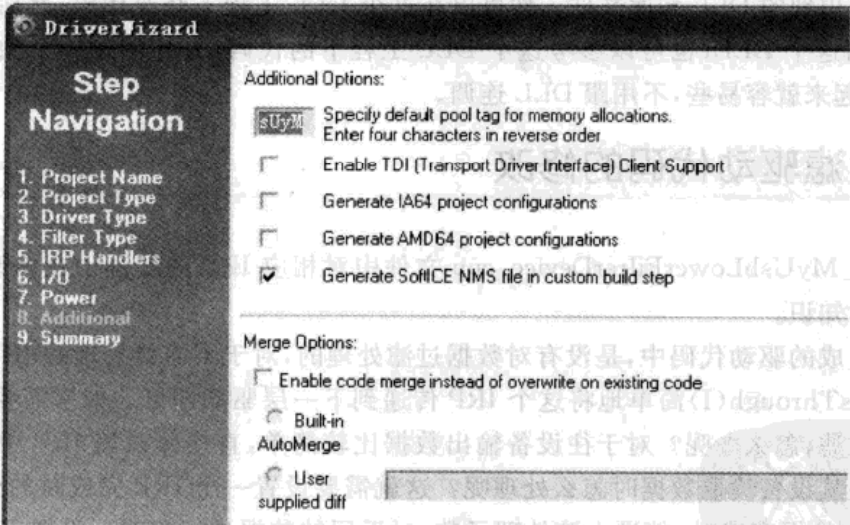 DriverWizard
Step
Navigation
1. Project Name
2. Project Type
3. Driver Type
4. Filter Type
5. IRP Handlers
6. I/O
7. Power
8. Additional
9. Summary
Additional Options:
sUyM
Specify default pool tag for memory allocations.
Enter four characters in reverse order
Enable TDI (Transport Driver Interface) Client Support
Generate IA64 project configurations
Generate AMD64 project configurations
Generate SoftICE NMS file in custom build step
Merge Options:
Enable code merge instead of overwrite on existing code
Built-in
AutoMerge
User
supplied diff